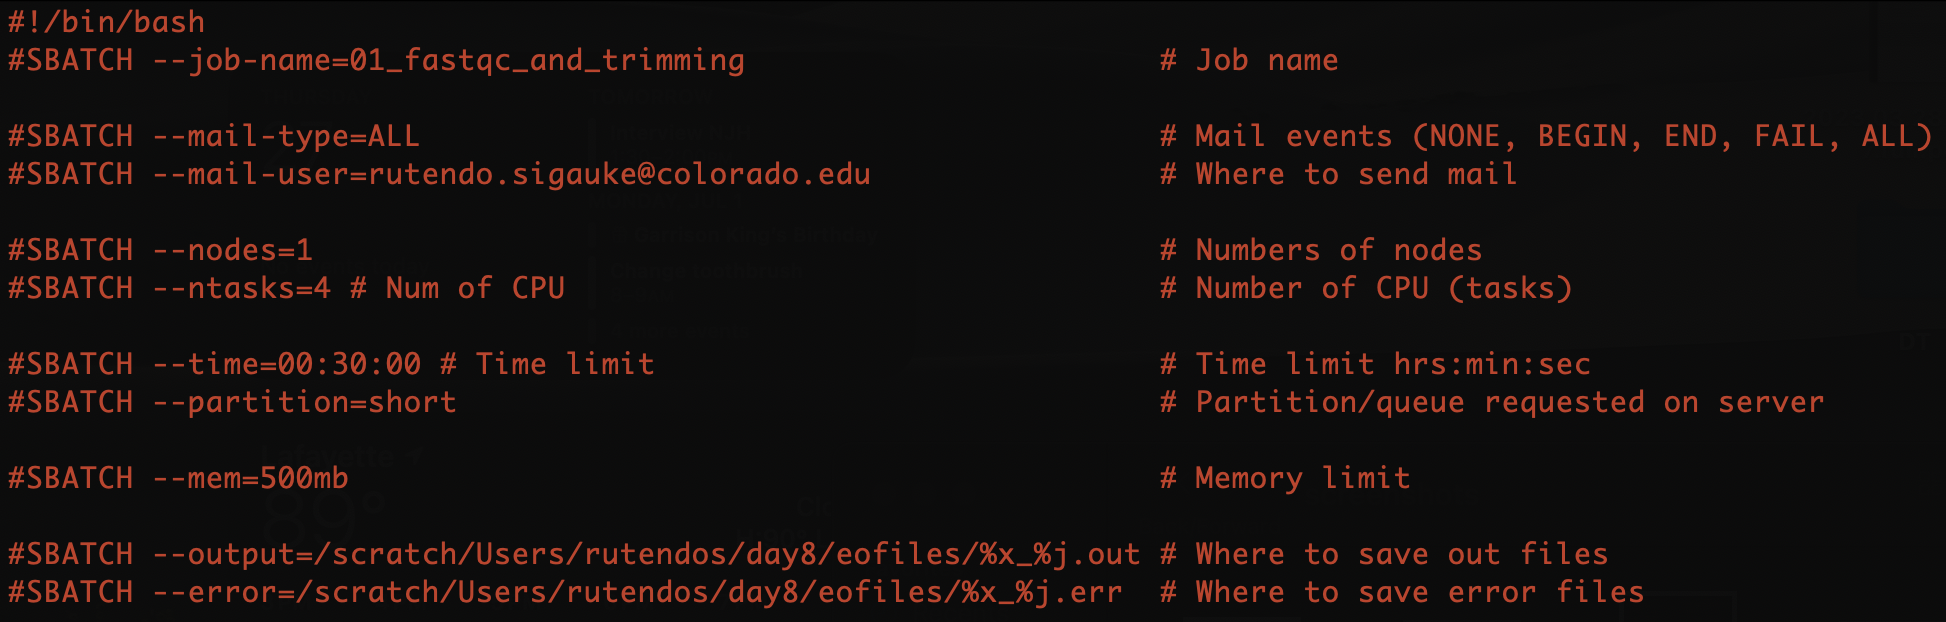 #!/bin/bash
#SBATCH --job-name=01_fastqc_and_trimming # Job name
#SBATCH --mail-type=ALL # Mail events (NONE, BEGIN, END, FAIL, ALL)
#SBATCH --mail-user=rutendo.sigauke@colorado.edu # Where to send mail
#SBATCH --nodes=1 # Numbers of nodes
#SBATCH --ntasks=4 # Num of CPU # Number of CPU (tasks)
#SBATCH --time=00:30:00 # Time limit # Time limit hrs:min:sec
#SBATCH --partition=short # Partition/queue requested on server
#SBATCH --mem=500mb # Memory limit
#SBATCH --output=/scratch/Users/rutendos/day8/eofiles/%x_%j.out # Where to save out files
#SBATCH --error=/scratch/Users/rutendos/day8/eofiles/%x_%j.err # Where to save error files